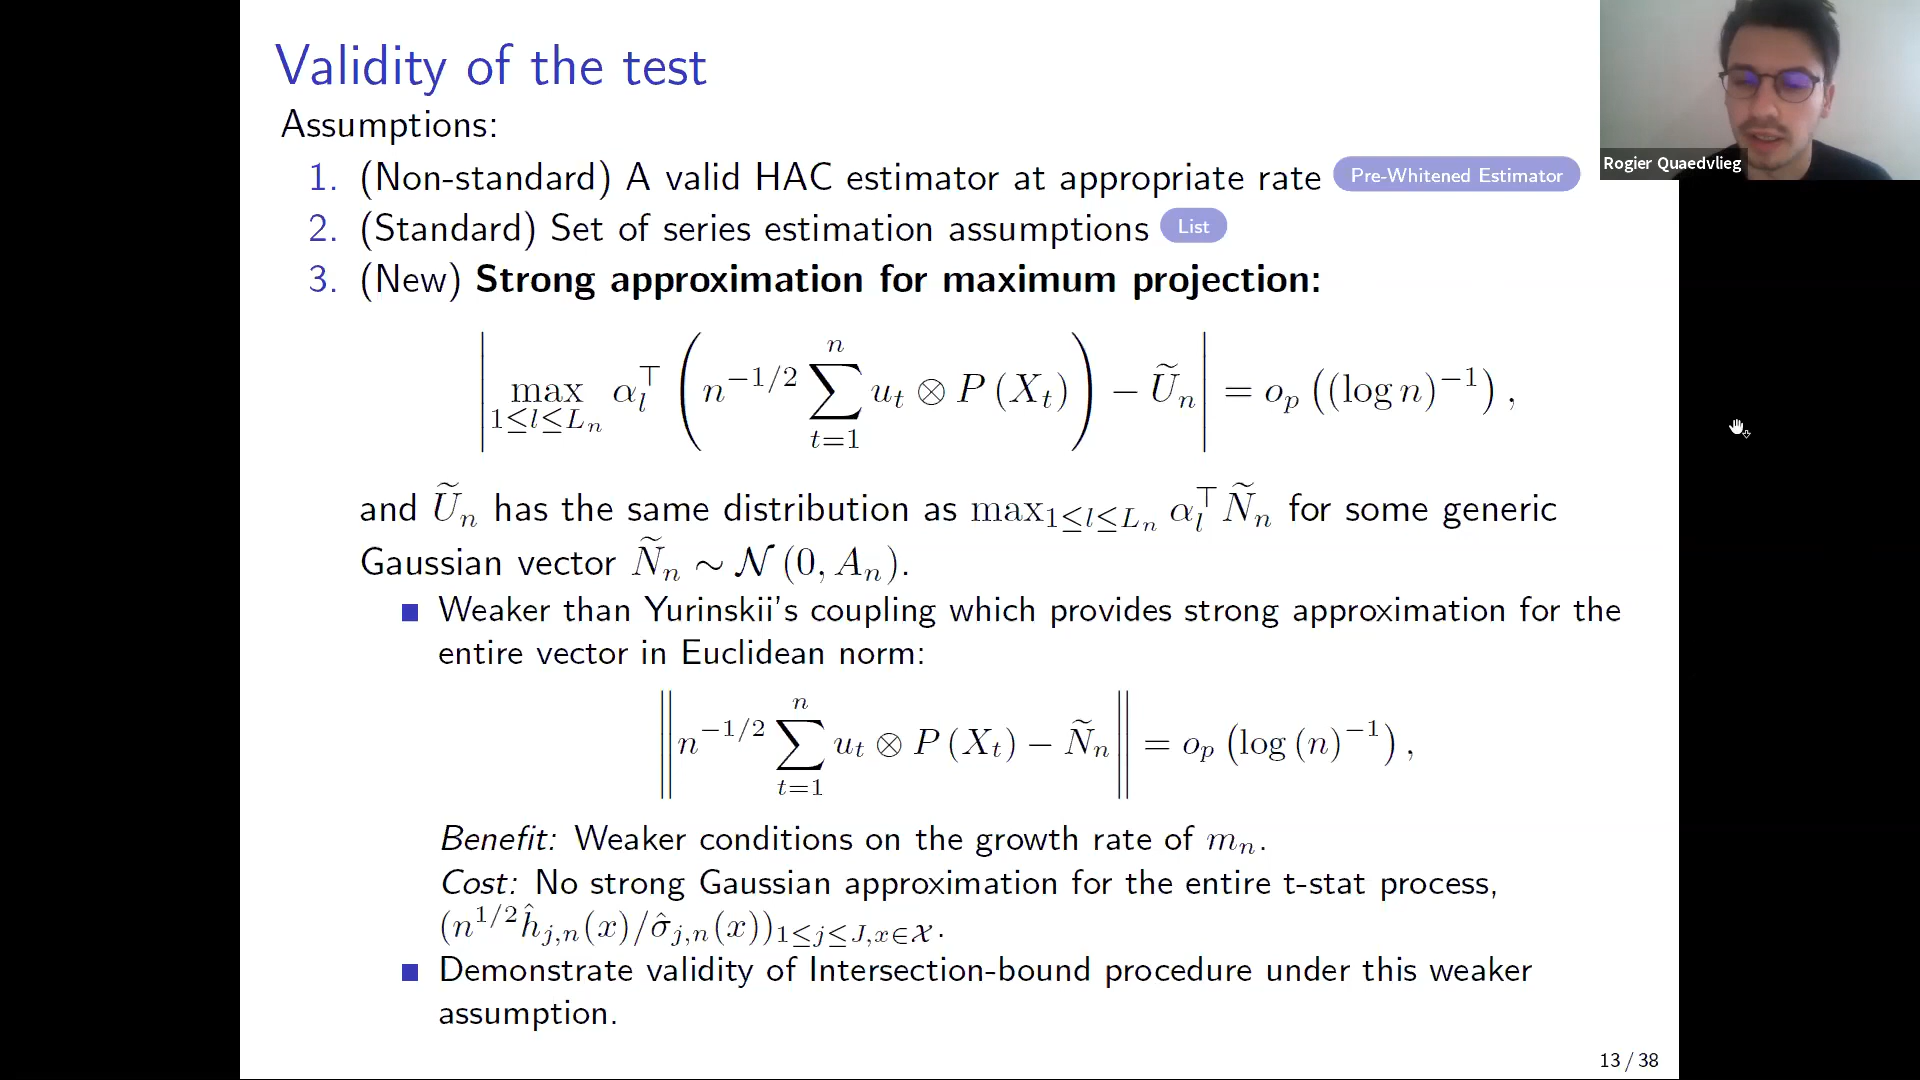 Validity of the test
Assumptions:
1. (Non-standard) A valid HAC estimator at appropriate rate Pre-Whitened Estimator
2. (Standard) Set of series estimation assumptions List
3. (New) Strong approximation for maximum projection:
| max_{1≤l≤L_n} α_l^⊤ ( n^{−1/2} ∑_{t=1}^{n} u_t ⊗ P (X_t) ) − Ũ_n | = o_p ((log n)^{−1}) ,
and Ũ_n has the same distribution as max_{1≤l≤L_n} α_l^⊤ Ñ_n for some generic
Gaussian vector Ñ_n ∼ 𝒩 (0, A_n).
■ Weaker than Yurinskii's coupling which provides strong approximation for the
entire vector in Euclidean norm:
‖ n^{−1/2} ∑_{t=1}^{n} u_t ⊗ P (X_t) − Ñ_n ‖ = o_p (log (n)^{−1}) ,
Benefit: Weaker conditions on the growth rate of m_n.
Cost: No strong Gaussian approximation for the entire t-stat process,
(n^{1/2} ĥ_{j,n}(x)/σ̂_{j,n}(x))_{1≤j≤J,x∈𝒳}.
■ Demonstrate validity of Intersection-bound procedure under this weaker
assumption.
13 / 38
Rogier Quaedvlieg